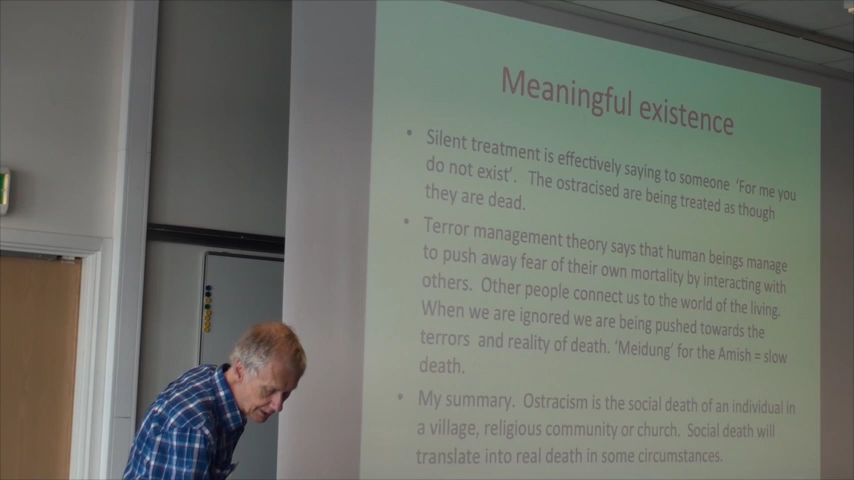 Meaningful existence
• Silent treatment is effectively saying to someone 'For me you
do not exist'. The ostracised are being treated as though
they are dead.
• Terror management theory says that human beings manage
to push away fear of their own mortality by interacting with
others. Other people connect us to the world of the living.
When we are ignored we are being pushed towards the
terrors and reality of death. 'Meidung' for the Amish = slow
death.
• My summary. Ostracism is the social death of an individual in
a village, religious community or church. Social death will
translate into real death in some circumstances.